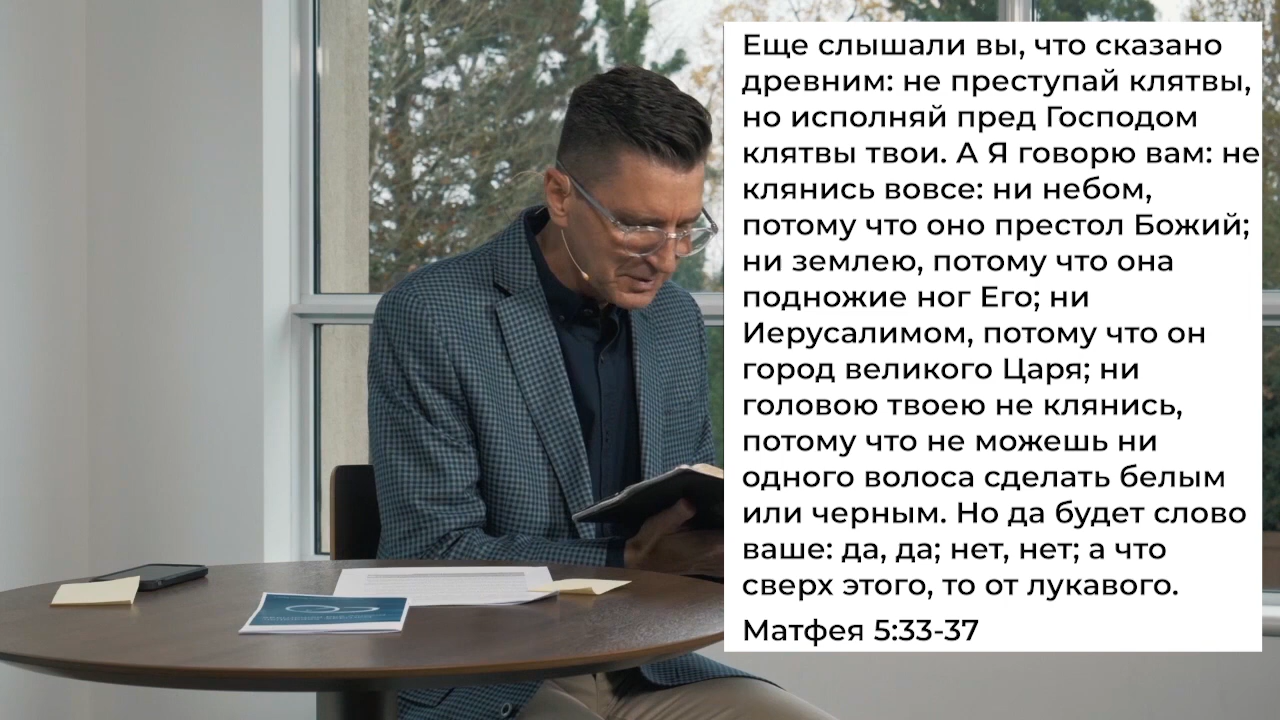 Еще слышали вы, что сказано
древним: не преступай клятвы,
но исполняй пред Господом
клятвы твои. А Я говорю вам: не
клянись вовсе: ни небом,
потому что оно престол Божий;
ни землею, потому что она
подножие ног Его; ни
Иерусалимом, потому что он
город великого Царя; ни
головою твоею не клянись,
потому что не можешь ни
одного волоса сделать белым
или черным. Но да будет слово
ваше: да, да; нет, нет; а что
сверх этого, то от лукавого.
Матфея 5:33-37